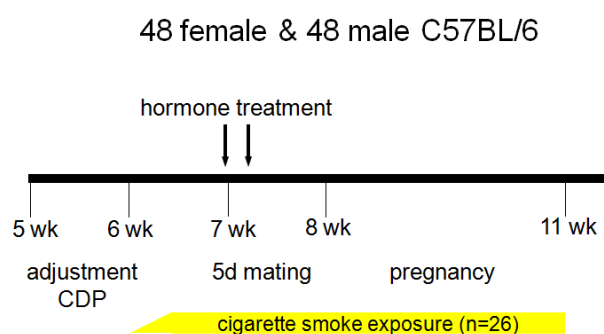 48 female & 48 male C57BL/6
hormone treatment
5 wk 6 wk 7 wk 8 wk 11 wk
adjustment 5d mating pregnancy
CDP
cigarette smoke exposure (n=26)